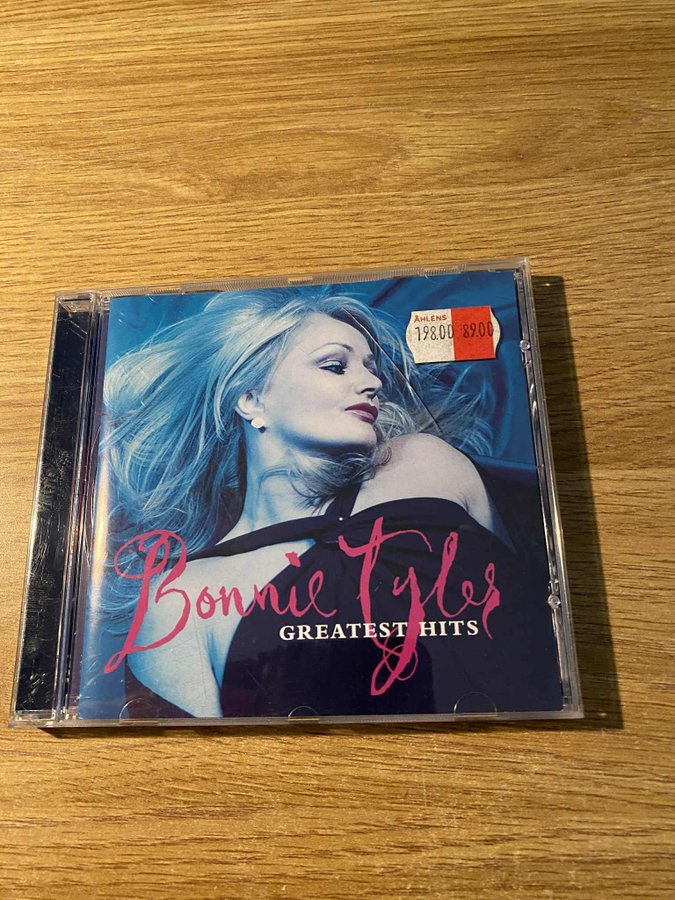 ÅHLENS
198.00 89.00
Bonnie Tyler
GREATEST HITS